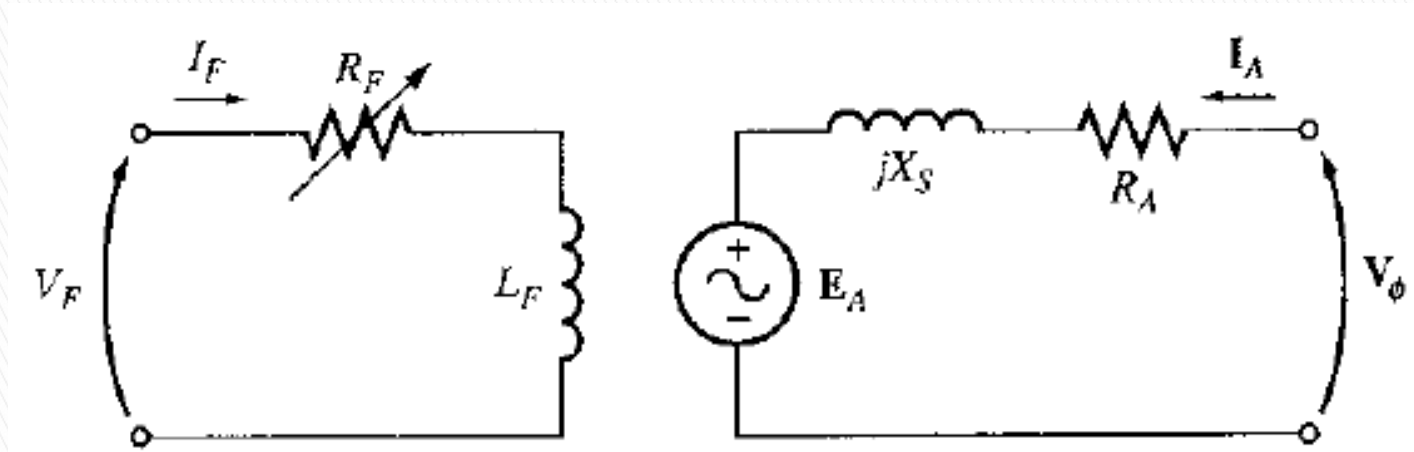 I_F
R_F
I_A
jX_S
R_A
V_F
L_F
+
−
E_A
V_ϕ